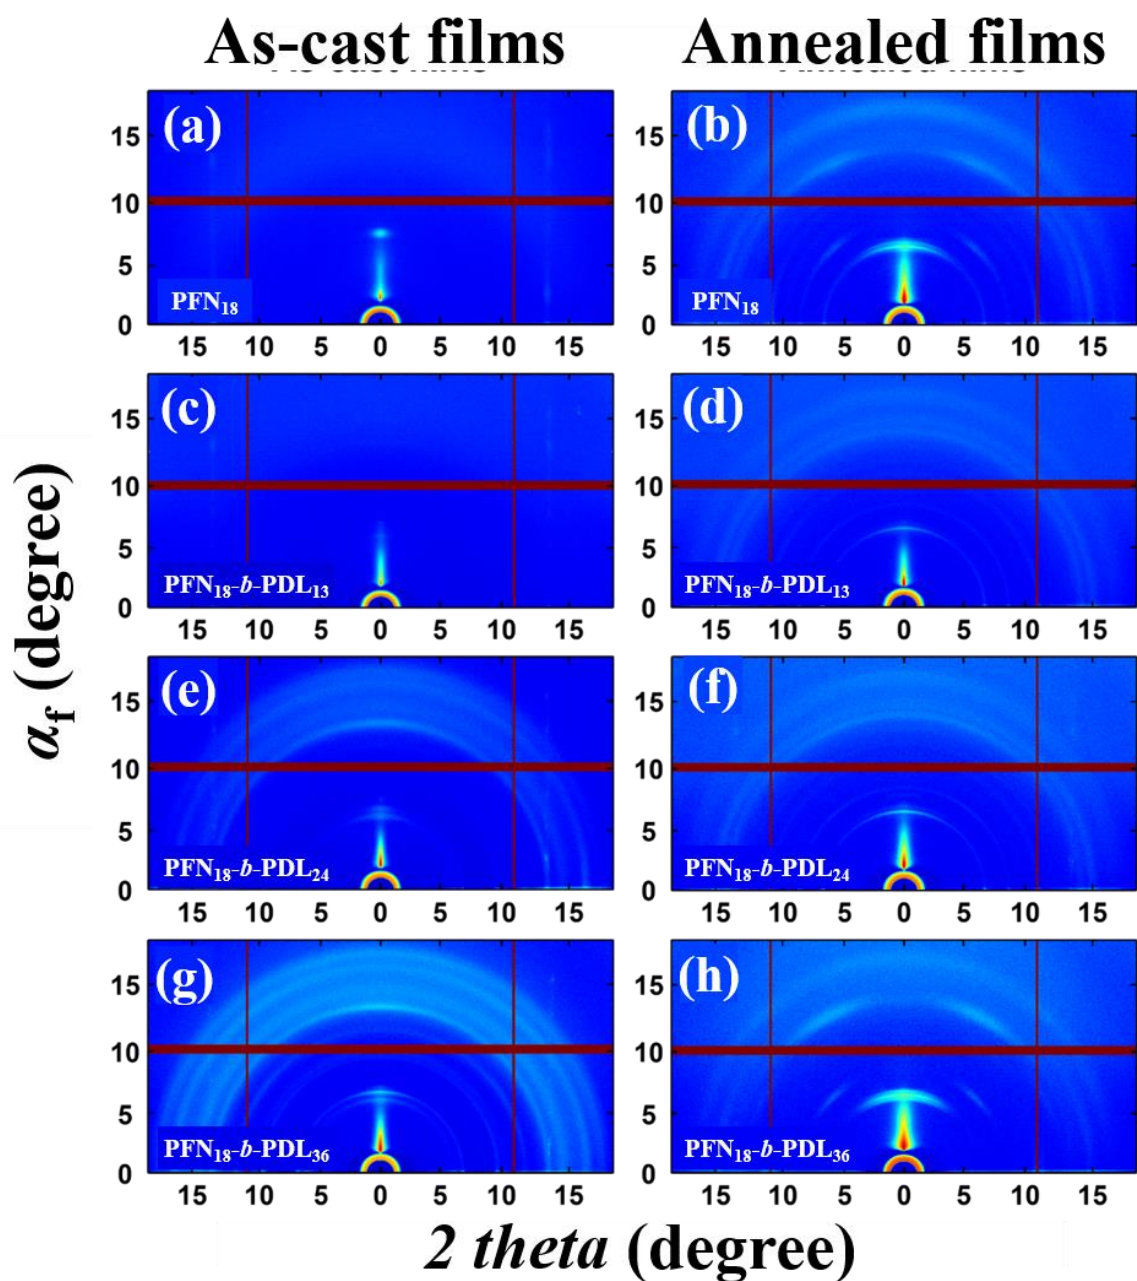 As-cast films Annealed films
(a) (b)
15 15
10 10
5 5
PFN₁₈ PFN₁₈
0 0
15 10 5 0 5 10 15 15 10 5 0 5 10 15
(c) (d)
15 15
10 10
5 5
PFN₁₈-b-PDL₁₃ PFN₁₈-b-PDL₁₃
0 0
15 10 5 0 5 10 15 15 10 5 0 5 10 15
αf (degree)
(e) (f)
15 15
10 10
5 5
PFN₁₈-b-PDL₂₄ PFN₁₈-b-PDL₂₄
0 0
15 10 5 0 5 10 15 15 10 5 0 5 10 15
(g) (h)
15 15
10 10
5 5
PFN₁₈-b-PDL₃₆ PFN₁₈-b-PDL₃₆
0 0
15 10 5 0 5 10 15 15 10 5 0 5 10 15
2 theta (degree)